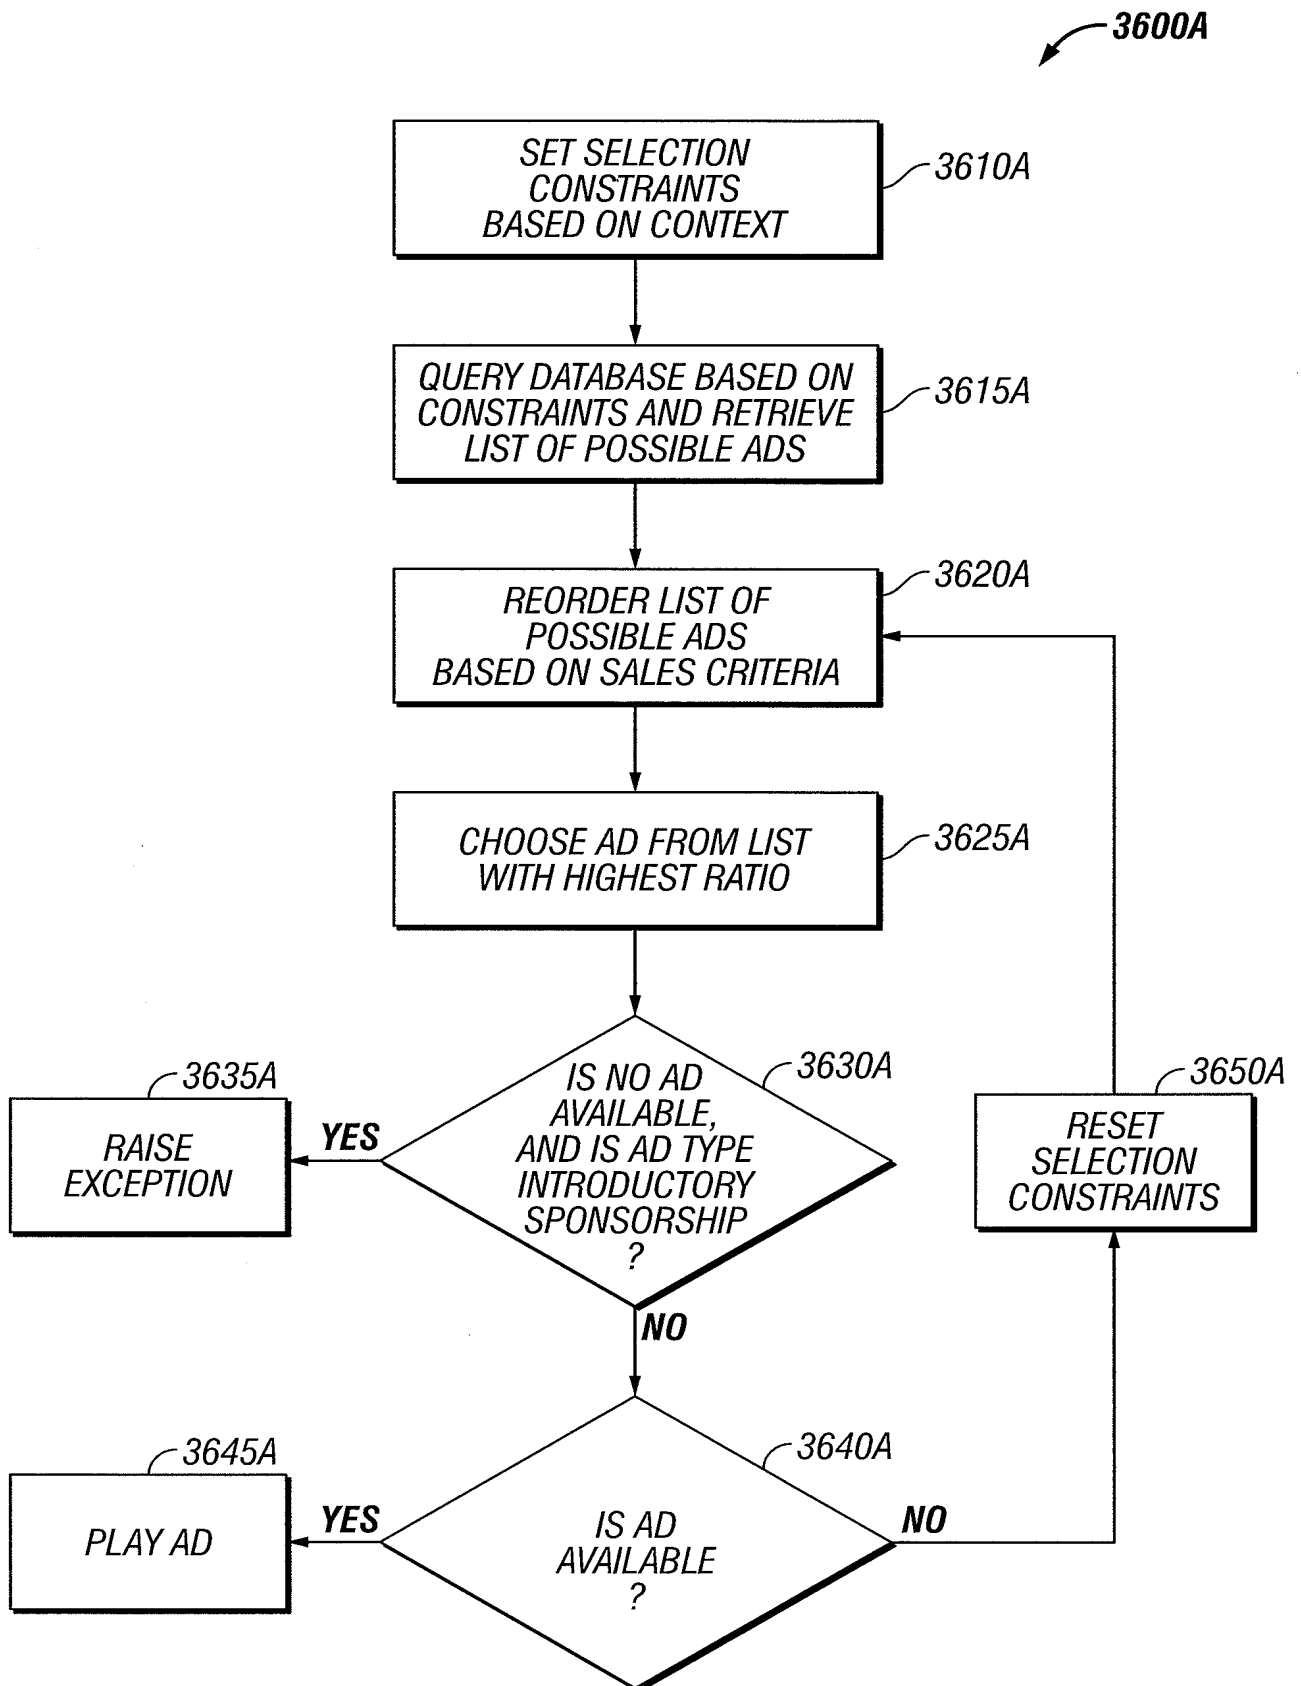 3600A
SET SELECTION
CONSTRAINTS
BASED ON CONTEXT
3610A
QUERY DATABASE BASED ON
CONSTRAINTS AND RETRIEVE
LIST OF POSSIBLE ADS
3615A
REORDER LIST OF
POSSIBLE ADS
BASED ON SALES CRITERIA
3620A
CHOOSE AD FROM LIST
WITH HIGHEST RATIO
3625A
IS NO AD
AVAILABLE,
AND IS AD TYPE
INTRODUCTORY
SPONSORSHIP
?
3630A
YES
3635A
RAISE
EXCEPTION
NO
3650A
RESET
SELECTION
CONSTRAINTS
IS AD
AVAILABLE
?
3640A
YES
3645A
PLAY AD
NO